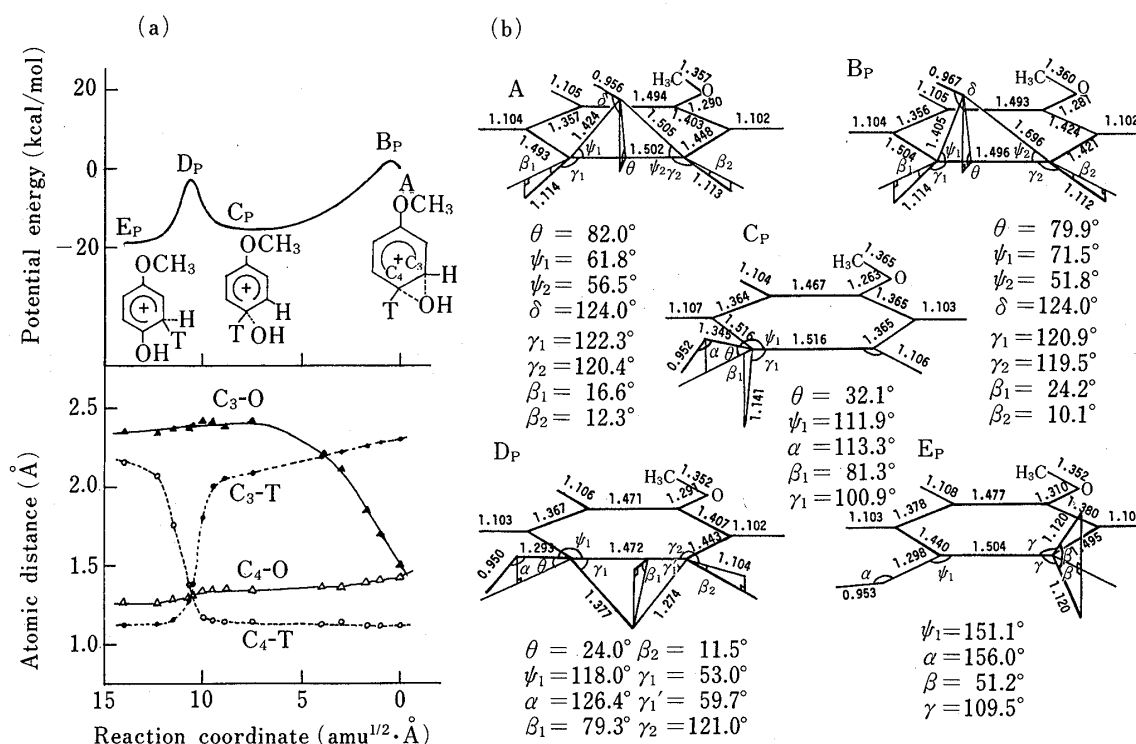 (a)
Potential energy (kcal/mol)
20
0
−20
E_P
D_P
C_P
B_P
A
OCH₃
+
H
T
OH
OCH₃
+
H
T
OH
OCH₃
+
C₄
C₃
H
T
OH
Atomic distance (Å)
2.5
2.0
1.5
1.0
C₃-O
C₃-T
C₄-O
C₄-T
15
10
5
0
Reaction coordinate (amu^1/2·Å)
(b)
A
0.956
1.105
δ
1.494
H₃C
1.357
O
1.290
1.104
1.357
1.424
1.505
1.403
1.448
1.102
1.493
ψ₁
1.502
ψ₂
γ₂
β₁
γ₁
θ
β₂
1.114
1.113
θ = 82.0°
ψ₁= 61.8°
ψ₂= 56.5°
δ =124.0°
γ₁=122.3°
γ₂=120.4°
β₁= 16.6°
β₂= 12.3°
B_P
0.967
1.105
δ
1.493
H₃C
1.360
O
1.281
1.104
1.356
1.405
1.696
1.424
1.421
1.102
1.504
ψ₁
1.496
ψ₂
β₁
γ₁
θ
γ₂
β₂
1.114
1.112
θ = 79.9°
ψ₁= 71.5°
ψ₂= 51.8°
δ =124.0°
γ₁=120.9°
γ₂=119.5°
β₁= 24.2°
β₂= 10.1°
C_P
1.104
1.467
H₃C
1.365
O
1.263
1.107
1.364
1.365
1.103
1.516
1.345
ψ₁
1.516
1.365
0.952
α
θ
β₁
γ₁
1.106
1.141
θ = 32.1°
ψ₁=111.9°
α =113.3°
β₁= 81.3°
γ₁=100.9°
D_P
1.106
1.471
H₃C
1.352
O
1.297
1.103
1.367
1.407
1.102
1.293
ψ₁
1.472
γ₂
1.443
0.950
α
θ
γ₁
β₁
γ₁′
1.104
β₂
1.377
1.274
θ = 24.0° β₂ = 11.5°
ψ₁=118.0° γ₁ = 53.0°
α =126.4° γ₁′= 59.7°
β₁= 79.3° γ₂ =121.0°
E_P
1.108
1.477
H₃C
1.352
O
1.310
1.380
1.103
1.378
1.120
1.440
1.504
α
1.298
ψ₁
γ
γ
β
β
0.953
1.120
ψ₁=151.1°
α =156.0°
β = 51.2°
γ =109.5°